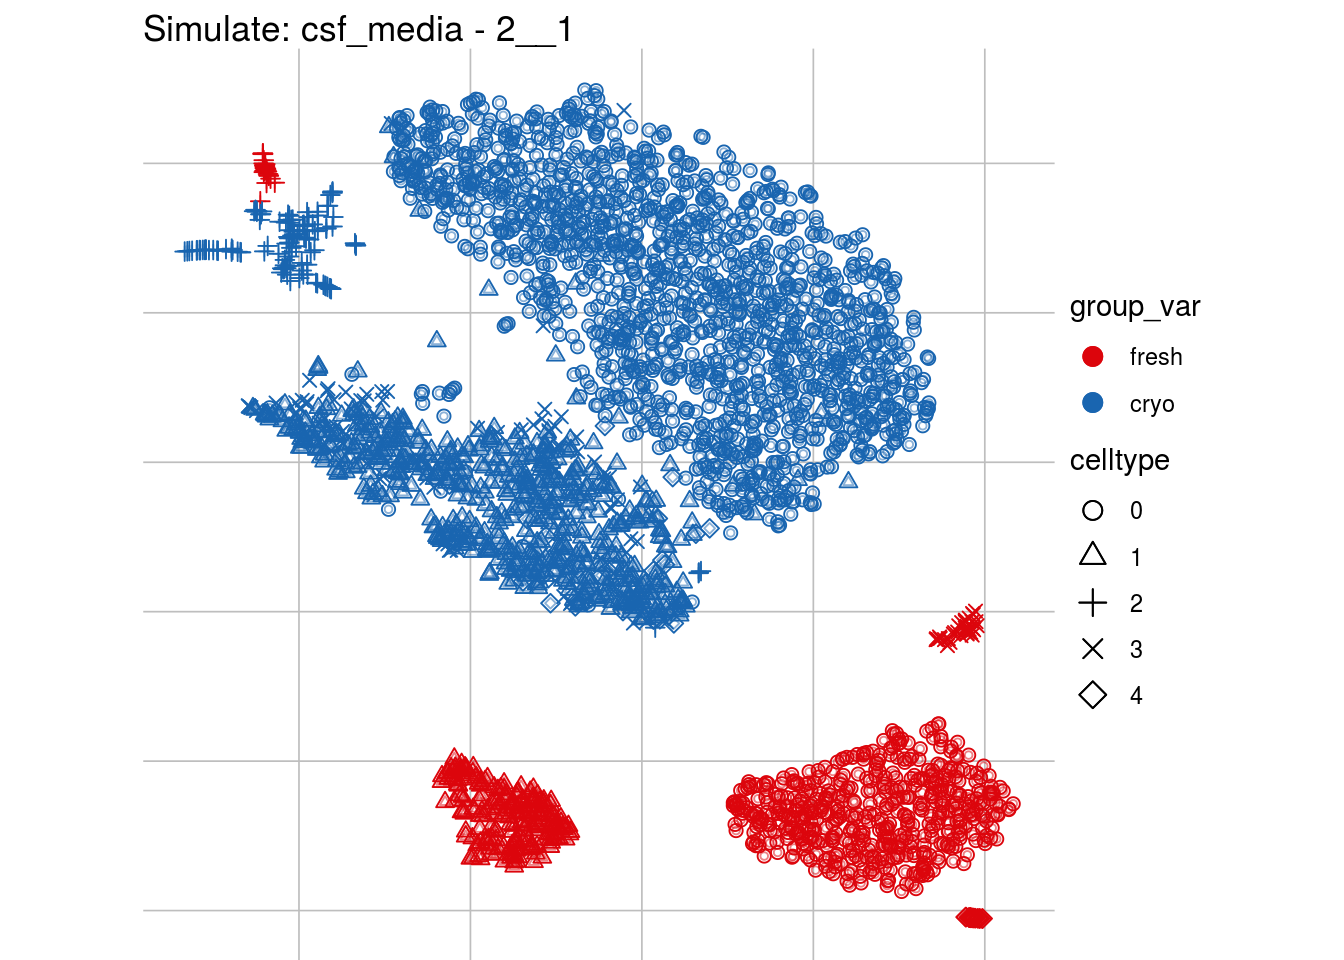 Simulate: csf_media - 2__1
group_var
fresh
cryo
celltype
0
1
2
3
4